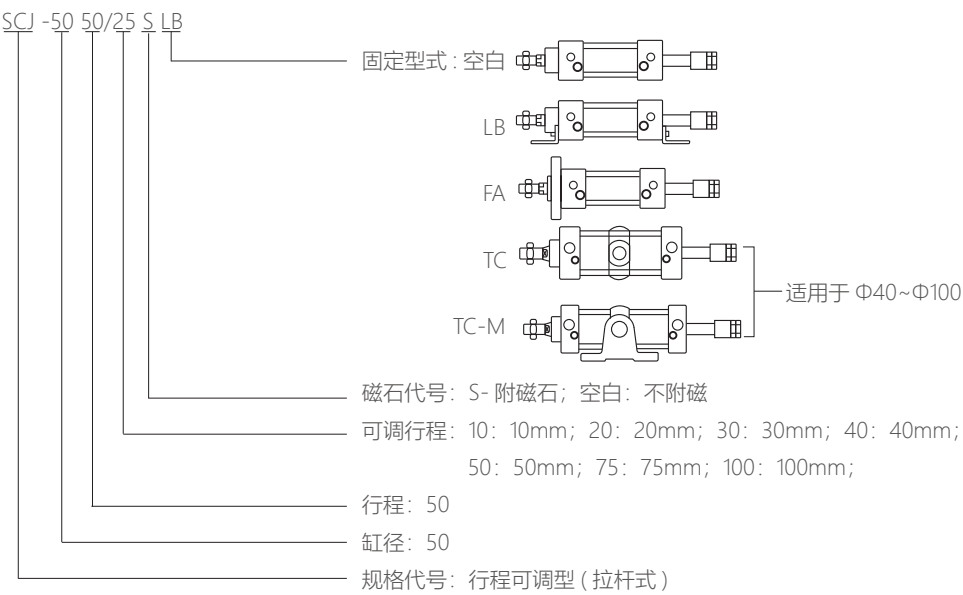 SCJ -50 50/25 S LB
固定型式 : 空白
LB
FA
TC
适用于 Φ40~Φ100
TC-M
磁石代号：S- 附磁石；空白：不附磁
可调行程：10：10mm；20：20mm；30：30mm；40：40mm；
50：50mm；75：75mm；100：100mm；
行程：50
缸径：50
规格代号：行程可调型 ( 拉杆式 )